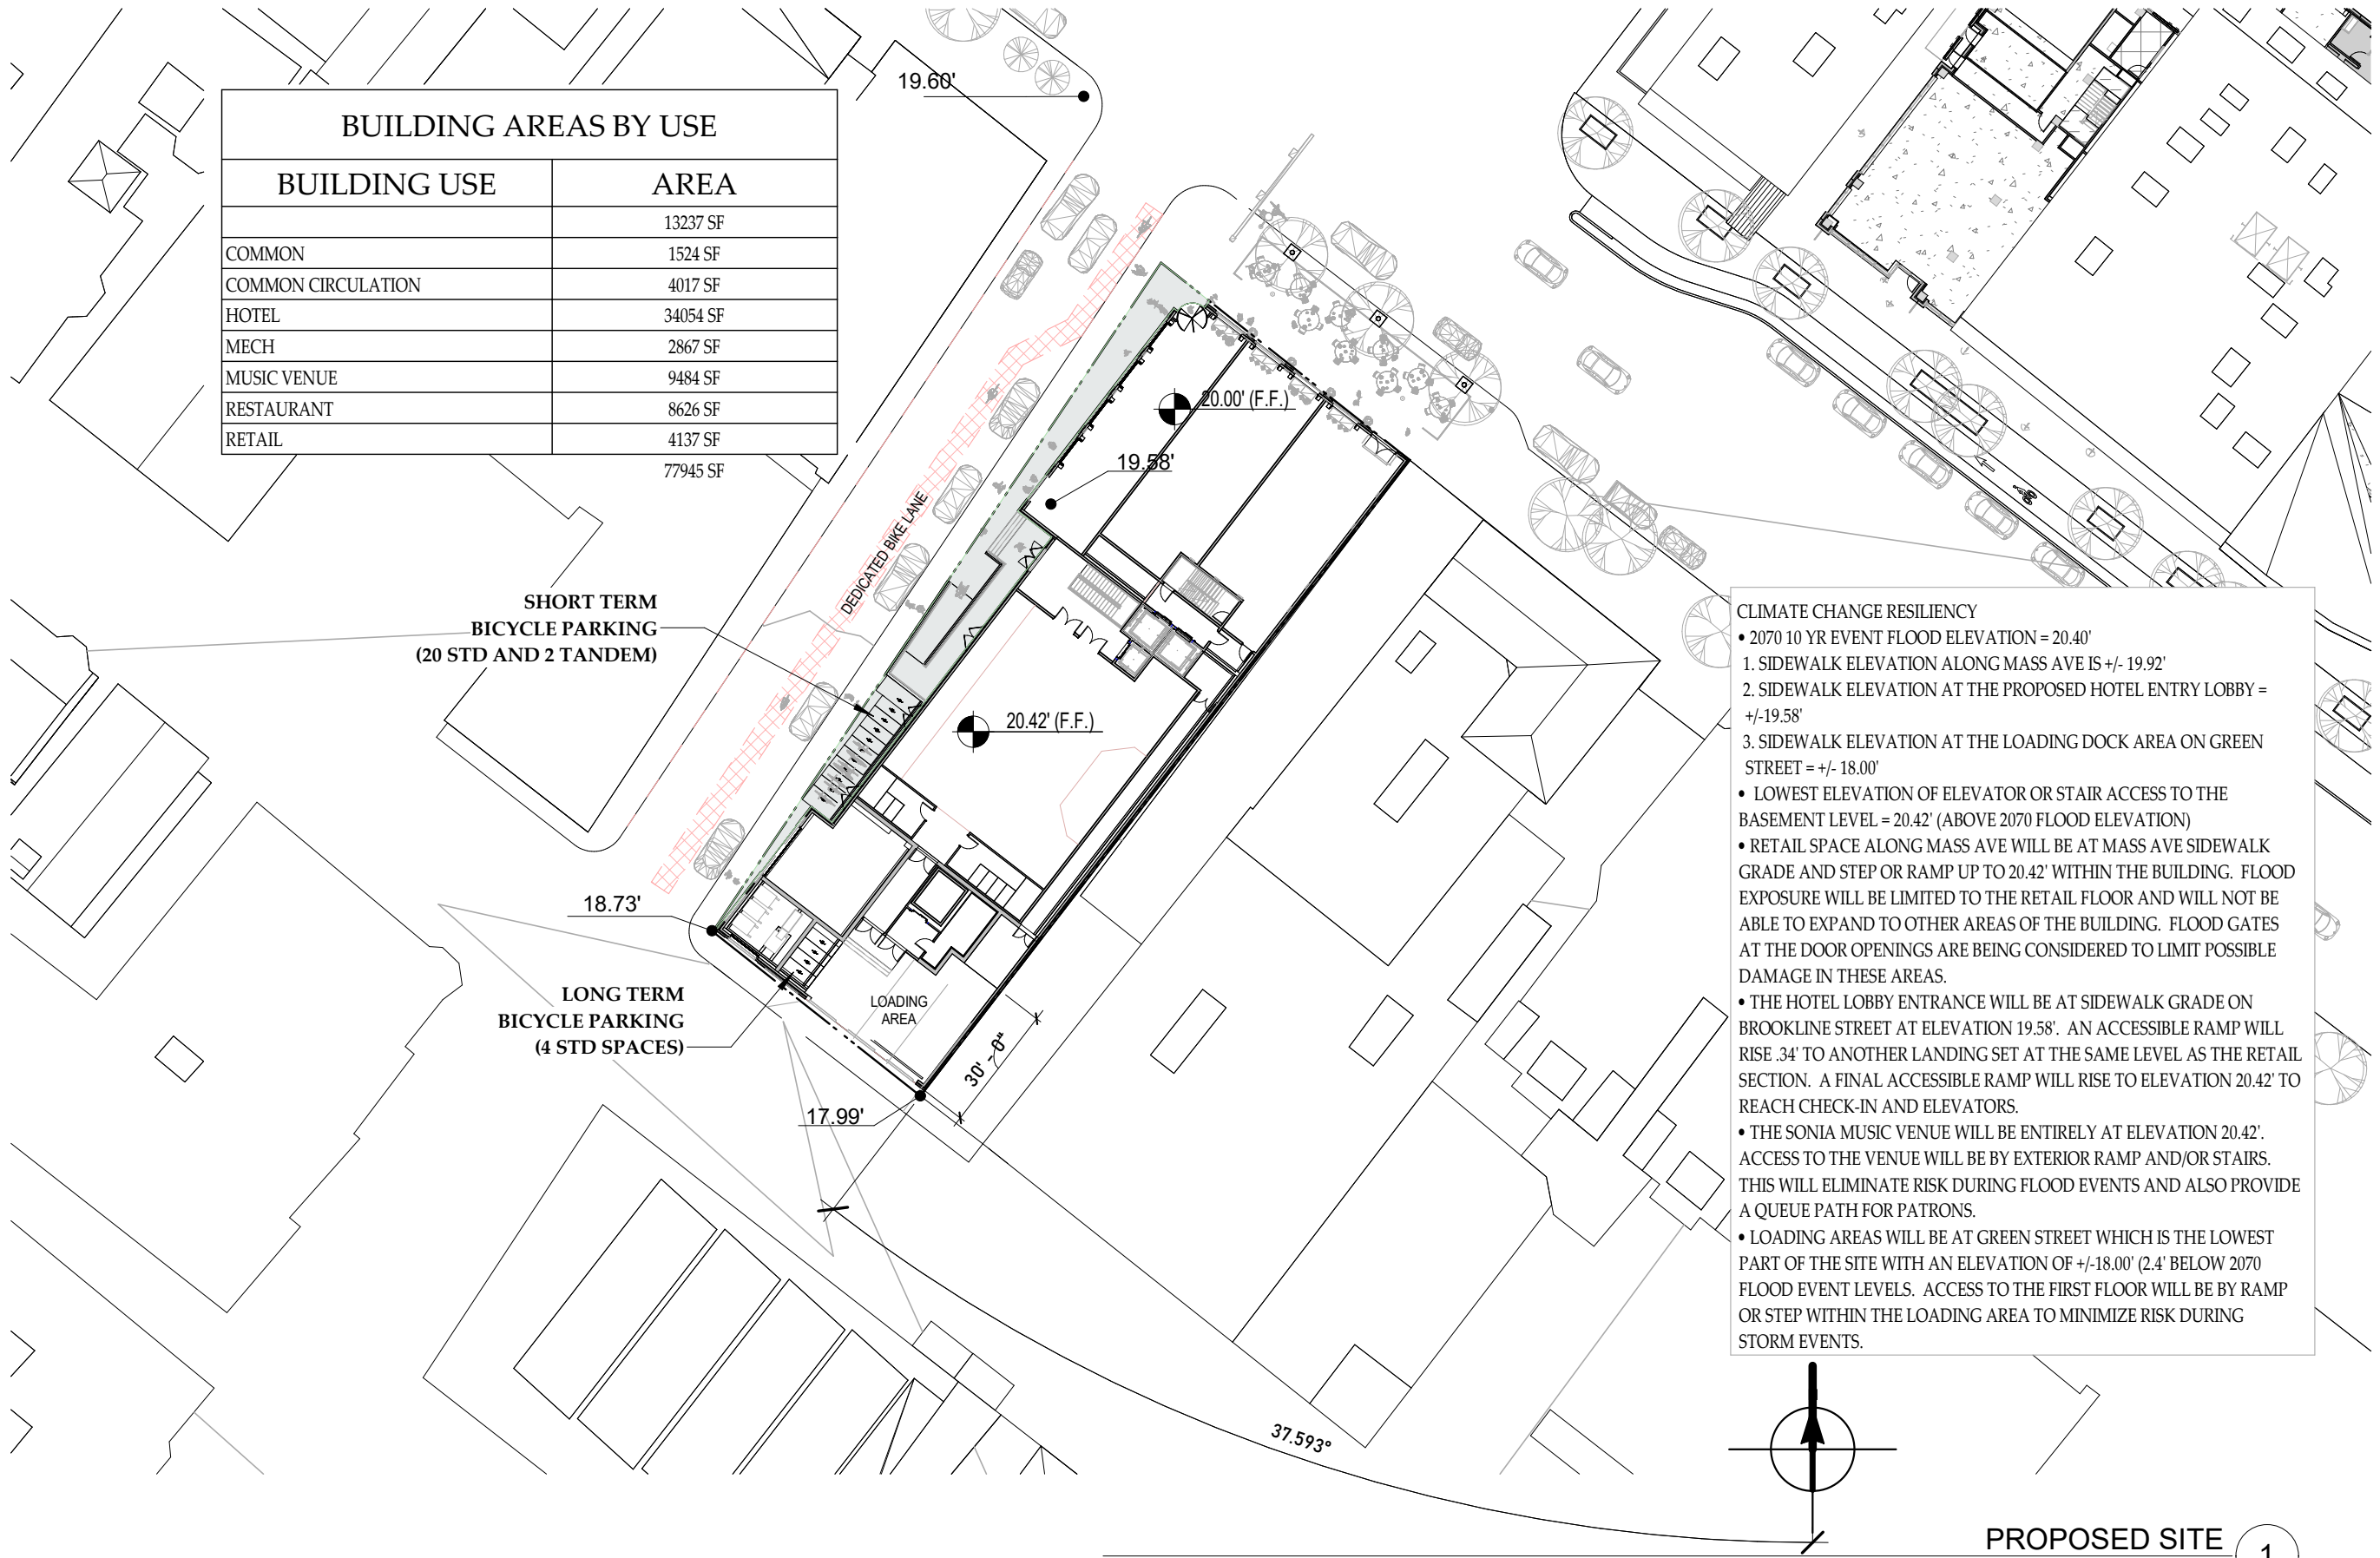 19.60'
BUILDING AREAS BY USE
BUILDING USE AREA
13237 SF
COMMON 1524 SF
COMMON CIRCULATION 4017 SF
HOTEL 34054 SF
MECH 2867 SF
MUSIC VENUE 9484 SF
RESTAURANT 8626 SF
RETAIL 4137 SF
77945 SF
20.00' (F.F.)
19.58'
DEDICATED BIKE LANE
SHORT TERM
BICYCLE PARKING
(20 STD AND 2 TANDEM)
20.42' (F.F.)
18.73'
LONG TERM
BICYCLE PARKING
(4 STD SPACES)
LOADING
AREA
30' - 0"
17.99'
37.593°
CLIMATE CHANGE RESILIENCY
• 2070 10 YR EVENT FLOOD ELEVATION = 20.40'
1. SIDEWALK ELEVATION ALONG MASS AVE IS +/- 19.92'
2. SIDEWALK ELEVATION AT THE PROPOSED HOTEL ENTRY LOBBY =
+/-19.58'
3. SIDEWALK ELEVATION AT THE LOADING DOCK AREA ON GREEN
STREET = +/- 18.00'
• LOWEST ELEVATION OF ELEVATOR OR STAIR ACCESS TO THE
BASEMENT LEVEL = 20.42' (ABOVE 2070 FLOOD ELEVATION)
• RETAIL SPACE ALONG MASS AVE WILL BE AT MASS AVE SIDEWALK
GRADE AND STEP OR RAMP UP TO 20.42' WITHIN THE BUILDING. FLOOD
EXPOSURE WILL BE LIMITED TO THE RETAIL FLOOR AND WILL NOT BE
ABLE TO EXPAND TO OTHER AREAS OF THE BUILDING. FLOOD GATES
AT THE DOOR OPENINGS ARE BEING CONSIDERED TO LIMIT POSSIBLE
DAMAGE IN THESE AREAS.
• THE HOTEL LOBBY ENTRANCE WILL BE AT SIDEWALK GRADE ON
BROOKLINE STREET AT ELEVATION 19.58'. AN ACCESSIBLE RAMP WILL
RISE .34' TO ANOTHER LANDING SET AT THE SAME LEVEL AS THE RETAIL
SECTION. A FINAL ACCESSIBLE RAMP WILL RISE TO ELEVATION 20.42' TO
REACH CHECK-IN AND ELEVATORS.
• THE SONIA MUSIC VENUE WILL BE ENTIRELY AT ELEVATION 20.42'.
ACCESS TO THE VENUE WILL BE BY EXTERIOR RAMP AND/OR STAIRS.
THIS WILL ELIMINATE RISK DURING FLOOD EVENTS AND ALSO PROVIDE
A QUEUE PATH FOR PATRONS.
• LOADING AREAS WILL BE AT GREEN STREET WHICH IS THE LOWEST
PART OF THE SITE WITH AN ELEVATION OF +/-18.00' (2.4' BELOW 2070
FLOOD EVENT LEVELS. ACCESS TO THE FIRST FLOOR WILL BE BY RAMP
OR STEP WITHIN THE LOADING AREA TO MINIMIZE RISK DURING
STORM EVENTS.
PROPOSED SITE 1